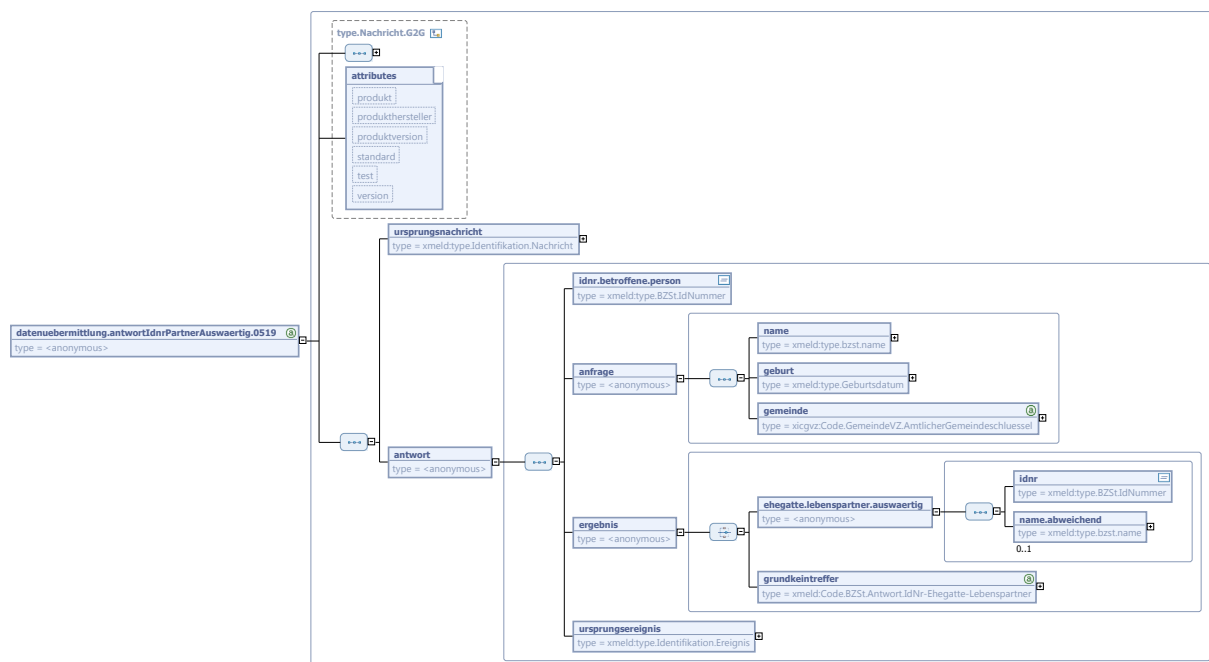 type.Nachricht.G2G
attributes
produkt
produkthersteller
produktversion
standard
test
version
ursprungsnachricht
type = xmeld:type.Identifikation.Nachricht
idnr.betroffene.person
type = xmeld:type.BZSt.IdNummer
datenuebermittlung.antwortIdnrPartnerAuswaertig.0519 a
type = <anonymous>
name
type = xmeld:type.bzst.name
anfrage
type = <anonymous>
geburt
type = xmeld:type.Geburtsdatum
gemeinde a
type = xicgvz:Code.GemeindeVZ.AmtlicherGemeindeschluessel
antwort
type = <anonymous>
idnr
type = xmeld:type.BZSt.IdNummer
ehegatte.lebenspartner.auswaertig
type = <anonymous>
name.abweichend
type = xmeld:type.bzst.name
0..1
ergebnis
type = <anonymous>
grundkeintreffer a
type = xmeld:Code.BZSt.Antwort.IdNr-Ehegatte-Lebenspartner
ursprungsereignis
type = xmeld:type.Identifikation.Ereignis